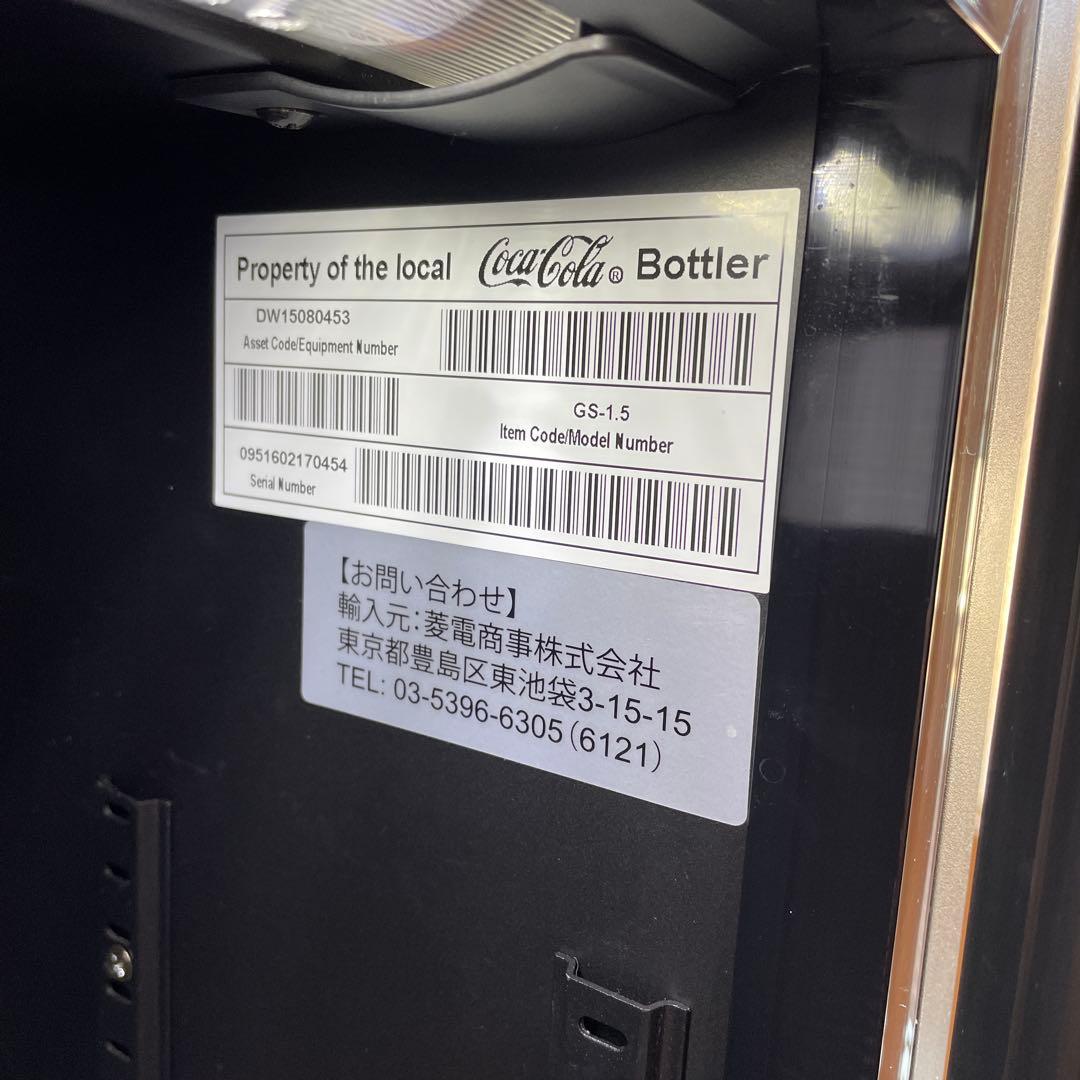 Property of the local Coca-Cola® Bottler
DW15080453
Asset Code/Equipment Number
GS-1.5
Item Code/Model Number
0951602170454
Serial Number
【お問い合わせ】
輸入元:菱電商事株式会社
東京都豊島区東池袋3-15-15
TEL: 03-5396-6305(6121)